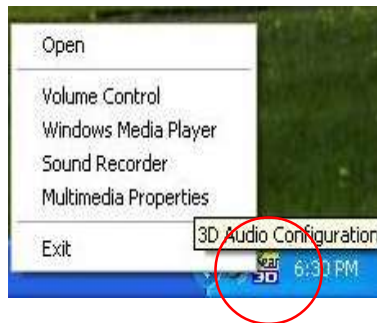 Open
Volume Control
Windows Media Player
Sound Recorder
Multimedia Properties
Exit
3D Audio Configuration
3D
6:30 PM